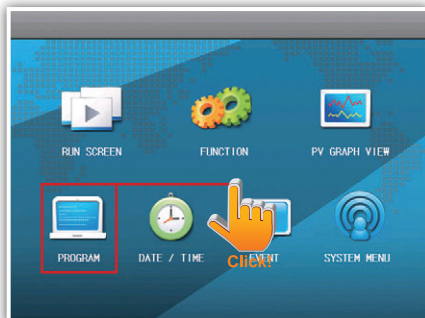 RUN SCREEN
FUNCTION
PV GRAPH VIEW
PROGRAM
DATE / TIME
EVENT
SYSTEM MENU
Click!